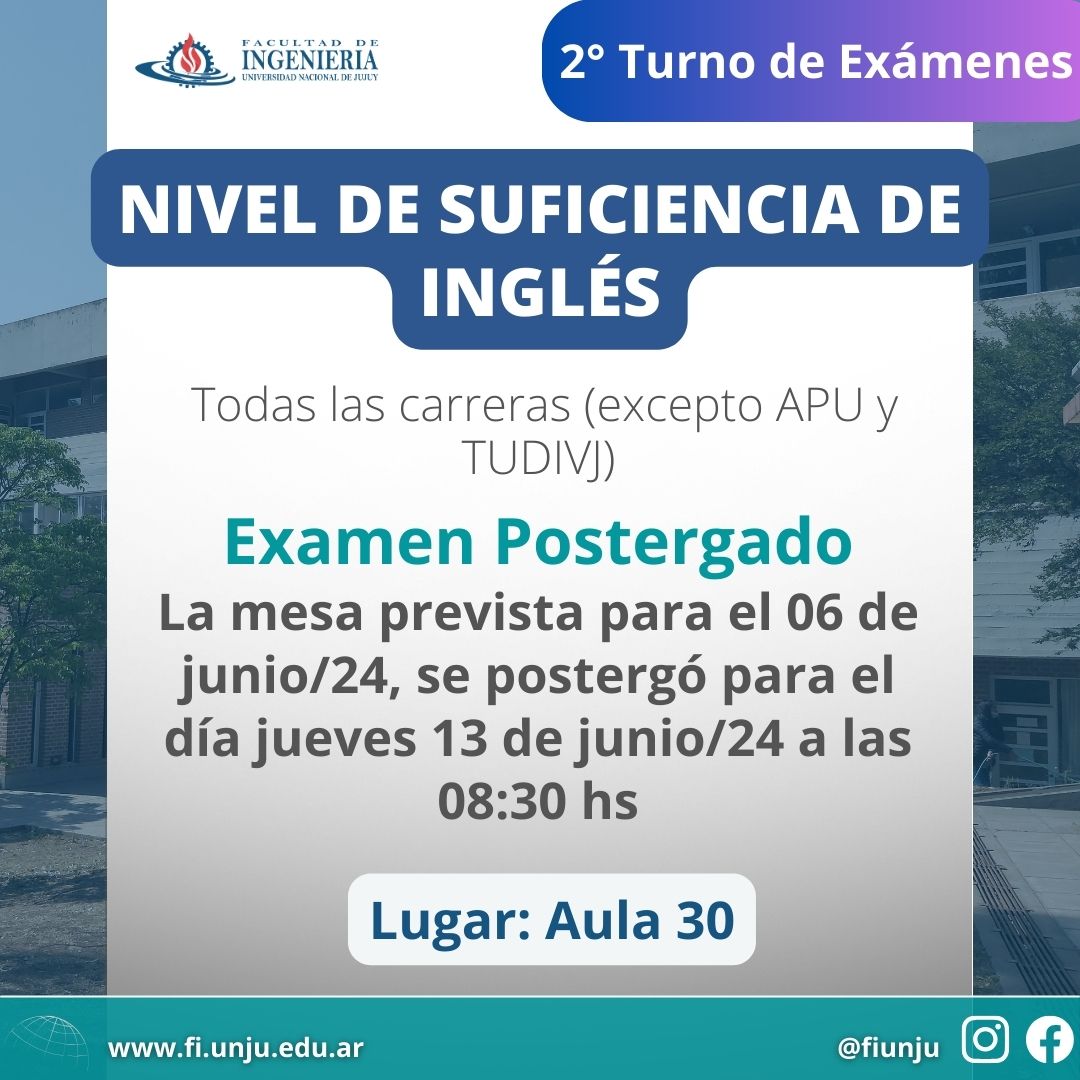 FACULTAD DE
INGENIERIA
UNIVERSIDAD NACIONAL DE JUJUY
2° Turno de Exámenes
NIVEL DE SUFICIENCIA DE
INGLÉS
Todas las carreras (excepto APU y
TUDIVJ)
Examen Postergado
La mesa prevista para el 06 de
junio/24, se postergó para el
día jueves 13 de junio/24 a las
08:30 hs
Lugar: Aula 30
www.fi.unju.edu.ar
@fiunju